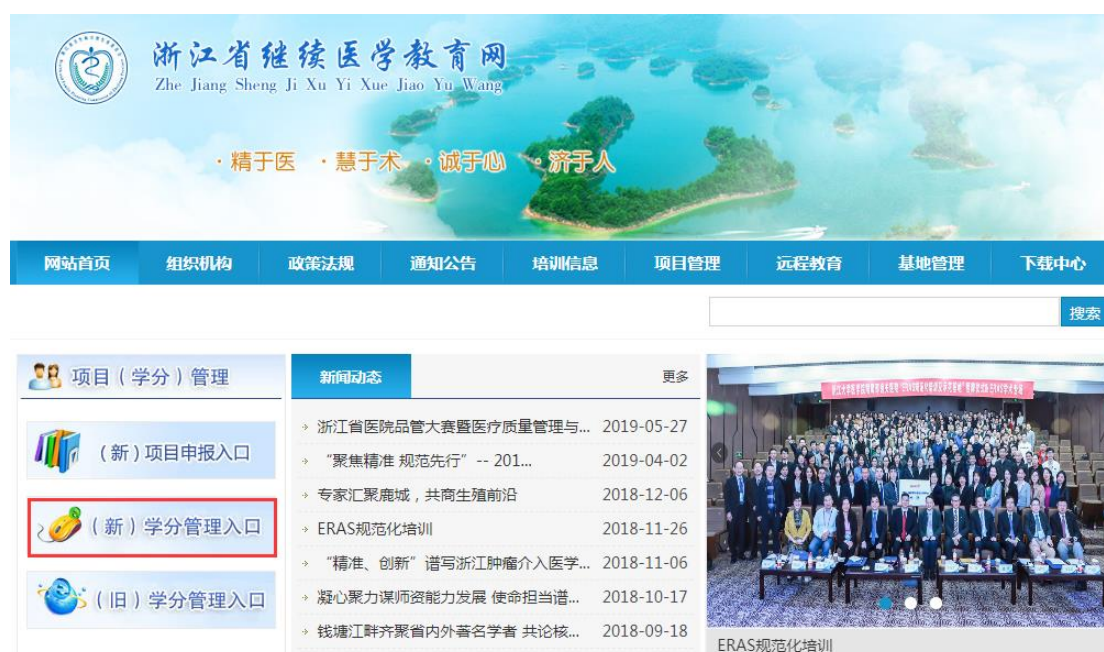 浙江省继续医学教育网
Zhe Jiang Sheng Ji Xu Yi Xue Jiao Yu Wang
·精于医 ·慧于术 ·诚于心 ·济于人
网站首页 组织机构 政策法规 通知公告 培训信息 项目管理 远程教育 基地管理 下载中心
搜索
项目（学分）管理
（新）项目申报入口
（新）学分管理入口
（旧）学分管理入口
新闻动态 更多
浙江省医院品管大赛暨医疗质量管理与... 2019-05-27
“聚焦精准 规范先行” -- 201... 2019-04-02
专家汇聚鹿城，共商生殖前沿 2018-12-06
ERAS规范化培训 2018-11-26
“精准、创新”谱写浙江肿瘤介入医学... 2018-11-06
凝心聚力谋师资能力发展 使命担当谱... 2018-10-17
钱塘江畔齐聚省内外著名学者 共论核... 2018-09-18
ERAS规范化培训